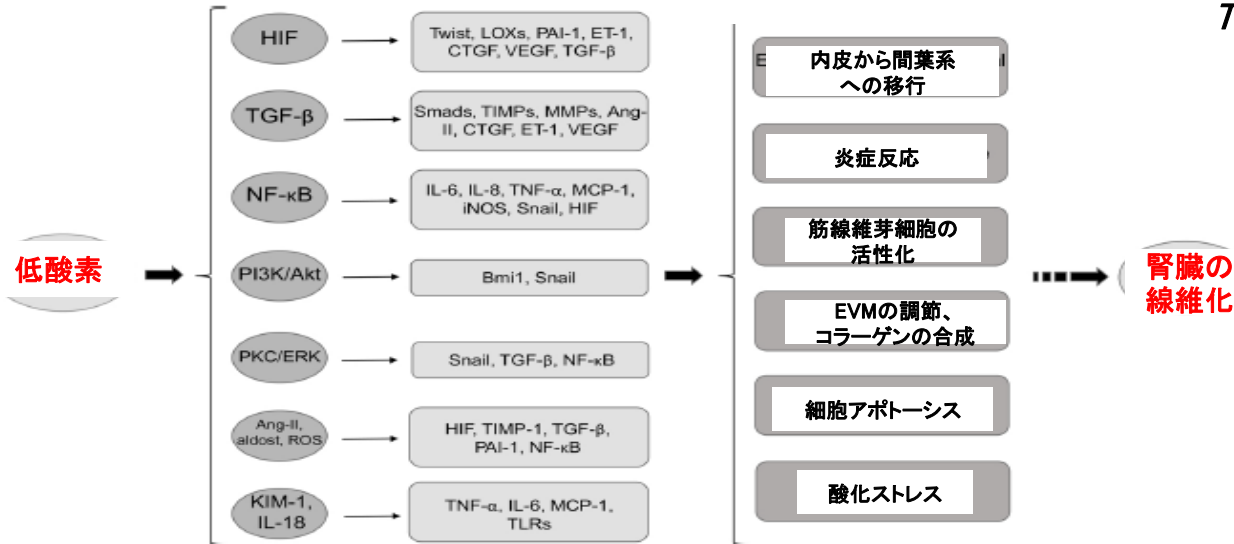 7
低酸素
HIF
Twist, LOXs, PAI-1, ET-1,
CTGF, VEGF, TGF-β
TGF-β
Smads, TIMPs, MMPs, Ang-
II, CTGF, ET-1, VEGF
NF-κB
IL-6, IL-8, TNF-α, MCP-1,
iNOS, Snail, HIF
PI3K/Akt
Bmi1, Snail
PKC/ERK
Snail, TGF-β, NF-κB
Ang-II,
aldost, ROS
HIF, TIMP-1, TGF-β,
PAI-1, NF-κB
KIM-1,
IL-18
TNF-α, IL-6, MCP-1,
TLRs
内皮から間葉系
への移行
炎症反応
筋線維芽細胞の
活性化
EVMの調節、
コラーゲンの合成
細胞アポトーシス
酸化ストレス
腎臓の
線維化